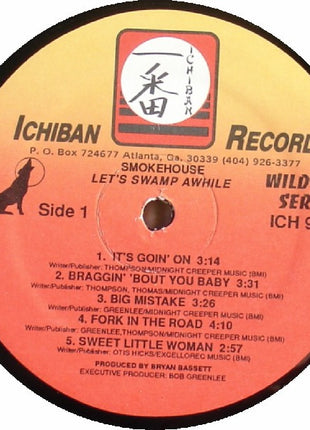 一番
ICHIBAN
ICHIBAN RECORD
P. O. Box 724677 Atlanta, Ga. 30339 (404) 926-3377
SMOKEHOUSE
LET'S SWAMP AWHILE
WILD
SER
Side 1
ICH 9
1. IT'S GOIN' ON 3:14
Writer/Publisher: THOMPSON/MIDNIGHT CREEPER MUSIC (BMI)
2. BRAGGIN' 'BOUT YOU BABY 3:31
Writer/Publisher: THOMPSON, THOMAS/MIDNIGHT CREEPER MUSIC (BMI)
3. BIG MISTAKE 3:26
Writer/Publisher: GREENLEE/MIDNIGHT CREEPER MUSIC (BMI)
4. FORK IN THE ROAD 4:10
Writer/Publisher: GREENLEE,THOMPSON/MIDNIGHT CREEPER MUSIC (BMI)
5. SWEET LITTLE WOMAN 2:57
Writer/Publisher: OTIS HICKS/EXCELLOREC MUSIC (BMI)
PRODUCED BY BRYAN BASSETT
EXECUTIVE PRODUCER: BOB GREENLEE